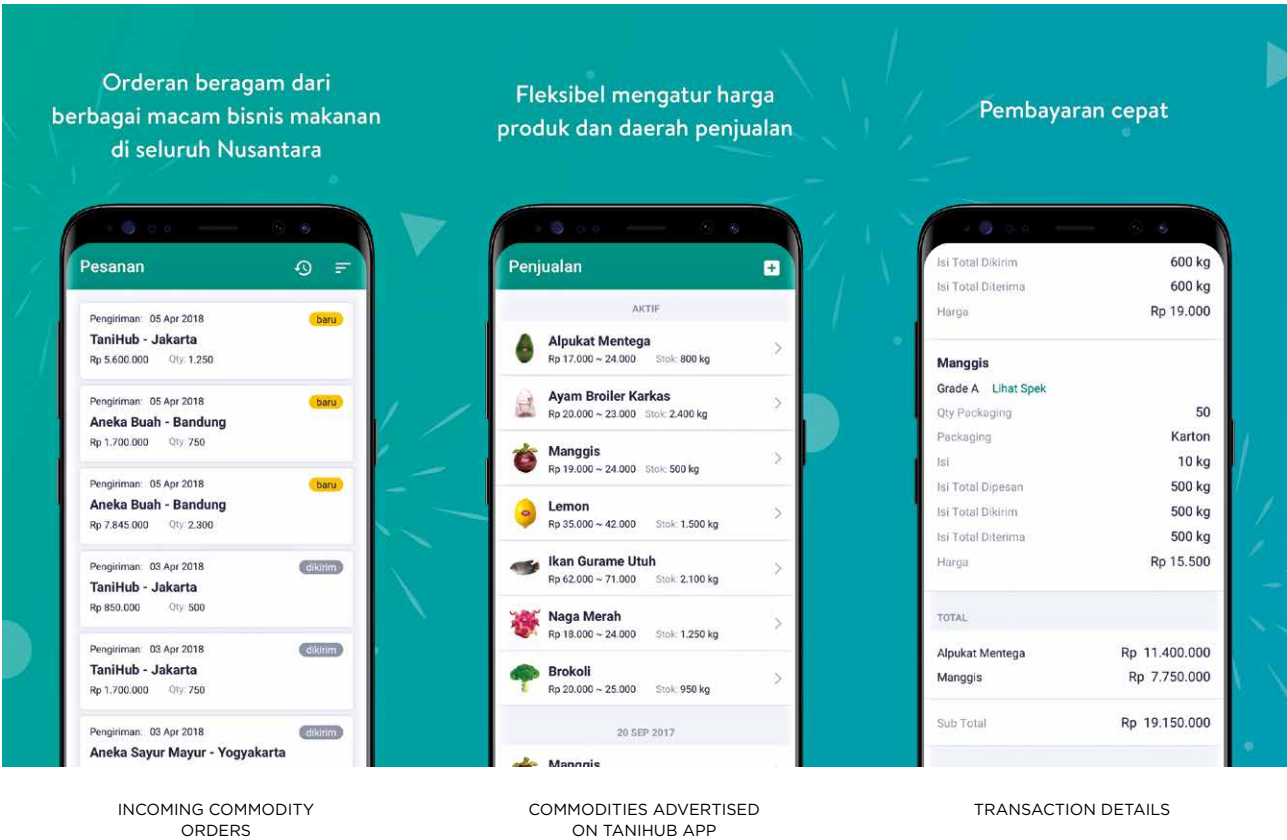 Orderan beragam dari
berbagai macam bisnis makanan
di seluruh Nusantara
Pesanan
Pengiriman: 05 Apr 2018 baru
TaniHub - Jakarta
Rp 5.600.000 Qty: 1.250
Pengiriman: 05 Apr 2018 baru
Aneka Buah - Bandung
Rp 1.700.000 Qty: 750
Pengiriman: 05 Apr 2018 baru
Aneka Buah - Bandung
Rp 7.845.000 Qty: 2.300
Pengiriman: 03 Apr 2018 dikirim
TaniHub - Jakarta
Rp 850.000 Qty: 500
Pengiriman: 03 Apr 2018 dikirim
TaniHub - Jakarta
Rp 1.700.000 Qty: 750
Pengiriman: 03 Apr 2018 dikirim
Aneka Sayur Mayur - Yogyakarta
INCOMING COMMODITY
ORDERS
Fleksibel mengatur harga
produk dan daerah penjualan
Penjualan
AKTIF
Alpukat Mentega
Rp 17.000 ~ 24.000 Stok: 800 kg
Ayam Broiler Karkas
Rp 20.000 ~ 23.000 Stok: 2.400 kg
Manggis
Rp 19.000 ~ 24.000 Stok: 500 kg
Lemon
Rp 35.000 ~ 42.000 Stok: 1.500 kg
Ikan Gurame Utuh
Rp 62.000 ~ 71.000 Stok: 2.100 kg
Naga Merah
Rp 18.000 ~ 24.000 Stok: 1.250 kg
Brokoli
Rp 20.000 ~ 25.000 Stok: 950 kg
20 SEP 2017
Manggis
COMMODITIES ADVERTISED
ON TANIHUB APP
Pembayaran cepat
Isi Total Dikirim 600 kg
Isi Total Diterima 600 kg
Harga Rp 19.000
Manggis
Grade A Lihat Spek
Qty Packaging 50
Packaging Karton
Isi 10 kg
Isi Total Dipesan 500 kg
Isi Total Dikirim 500 kg
Isi Total Diterima 500 kg
Harga Rp 15.500
TOTAL
Alpukat Mentega Rp 11.400.000
Manggis Rp 7.750.000
Sub Total Rp 19.150.000
TRANSACTION DETAILS